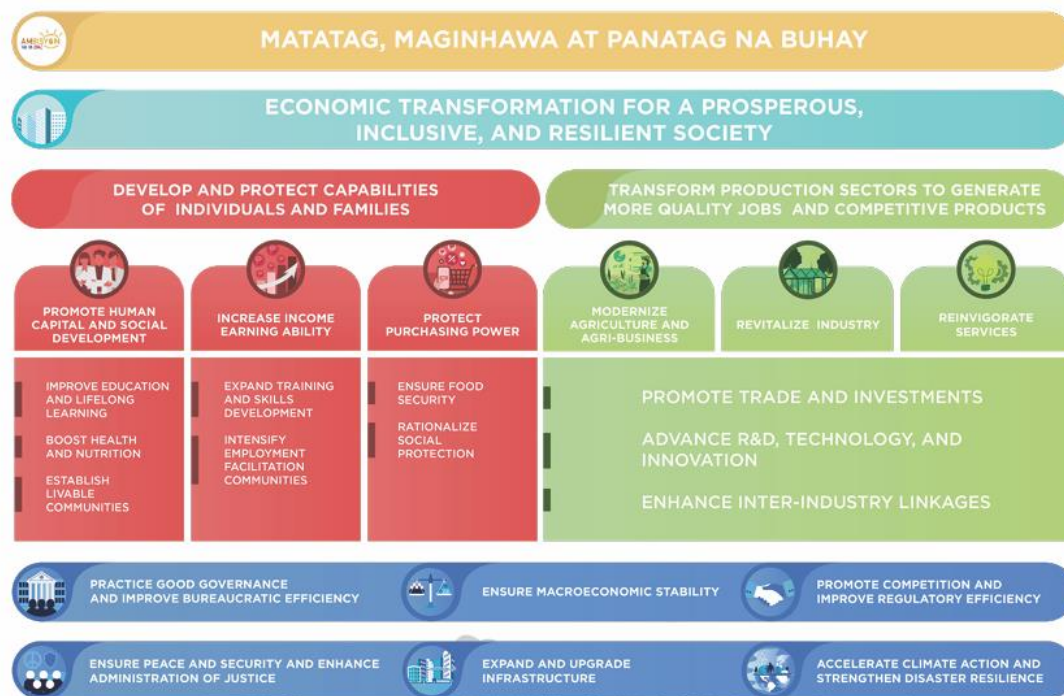 AMBISYON
MATATAG, MAGINHAWA AT PANATAG NA BUHAY
ECONOMIC TRANSFORMATION FOR A PROSPEROUS,
INCLUSIVE, AND RESILIENT SOCIETY
DEVELOP AND PROTECT CAPABILITIES
OF INDIVIDUALS AND FAMILIES
TRANSFORM PRODUCTION SECTORS TO GENERATE
MORE QUALITY JOBS AND COMPETITIVE PRODUCTS
PROMOTE HUMAN
CAPITAL AND SOCIAL
DEVELOPMENT
INCREASE INCOME
EARNING ABILITY
PROTECT
PURCHASING POWER
MODERNIZE
AGRICULTURE AND
AGRI-BUSINESS
REVITALIZE INDUSTRY
REINVIGORATE
SERVICES
IMPROVE EDUCATION
AND LIFELONG
LEARNING
BOOST HEALTH
AND NUTRITION
ESTABLISH
LIVABLE
COMMUNITIES
EXPAND TRAINING
AND SKILLS
DEVELOPMENT
INTENSIFY
EMPLOYMENT
FACILITATION
COMMUNITIES
ENSURE FOOD
SECURITY
RATIONALIZE
SOCIAL
PROTECTION
PROMOTE TRADE AND INVESTMENTS
ADVANCE R&D, TECHNOLOGY, AND
INNOVATION
ENHANCE INTER-INDUSTRY LINKAGES
PRACTICE GOOD GOVERNANCE
AND IMPROVE BUREAUCRATIC EFFICIENCY
ENSURE MACROECONOMIC STABILITY
PROMOTE COMPETITION AND
IMPROVE REGULATORY EFFICIENCY
ENSURE PEACE AND SECURITY AND ENHANCE
ADMINISTRATION OF JUSTICE
EXPAND AND UPGRADE
INFRASTRUCTURE
ACCELERATE CLIMATE ACTION AND
STRENGTHEN DISASTER RESILIENCE